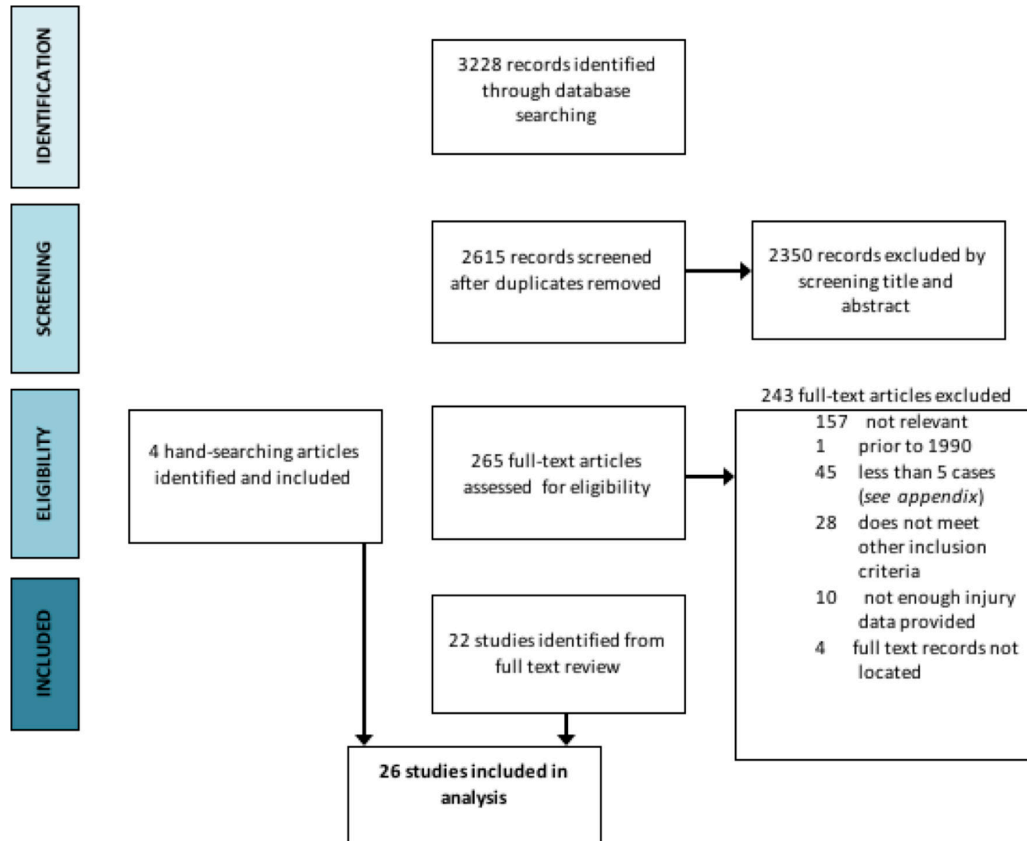 IDENTIFICATION
3228 records identified
through database
searching
SCREENING
2615 records screened
after duplicates removed
2350 records excluded by
screening title and
abstract
ELIGIBILITY
4 hand-searching articles
identified and included
265 full-text articles
assessed for eligibility
243 full-text articles excluded
157 not relevant
1 prior to 1990
45 less than 5 cases
(see appendix)
28 does not meet
other inclusion
criteria
10 not enough injury
data provided
4 full text records not
located
INCLUDED
22 studies identified from
full text review
26 studies included in
analysis